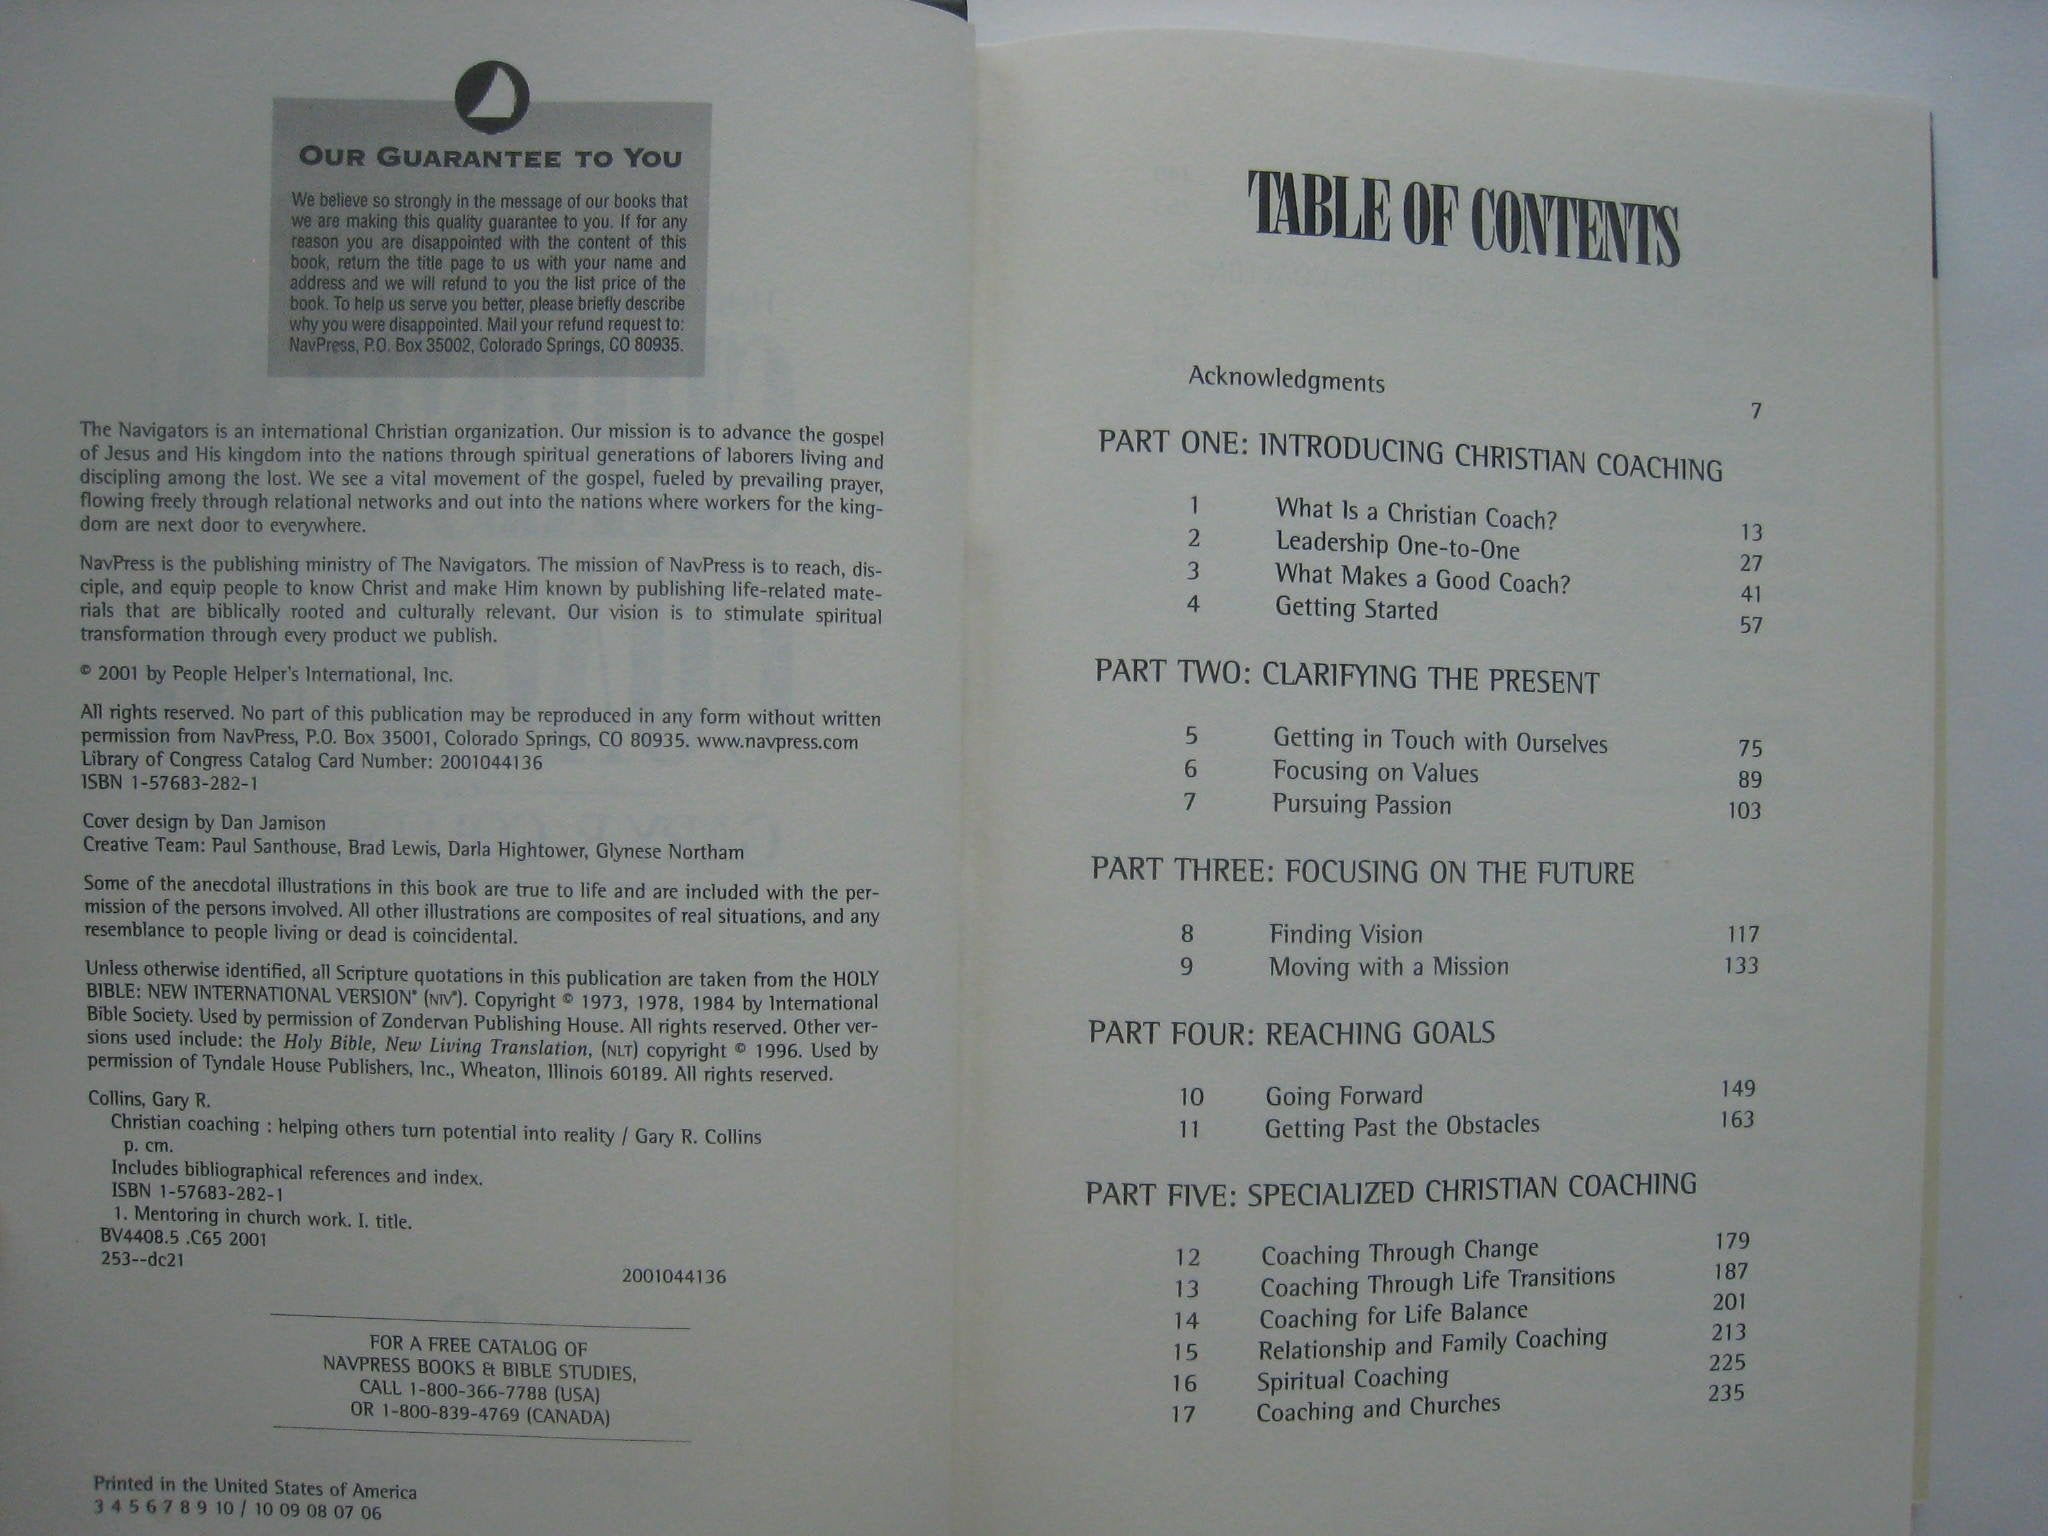 OUR GUARANTEE TO YOU
We believe so strongly in the message of our books that
we are making this quality guarantee to you. If for any
reason you are disappointed with the content of this
book, return the title page to us with your name and
address and we will refund to you the list price of the
book. To help us serve you better, please briefly describe
why you were disappointed. Mail your refund request to:
NavPress, P.O. Box 35002, Colorado Springs, CO 80935.
The Navigators is an international Christian organization. Our mission is to advance the gospel
of Jesus and His kingdom into the nations through spiritual generations of laborers living and
discipling among the lost. We see a vital movement of the gospel, fueled by prevailing prayer,
flowing freely through relational networks and out into the nations where workers for the king-
dom are next door to everywhere.
NavPress is the publishing ministry of The Navigators. The mission of NavPress is to reach, dis-
ciple, and equip people to know Christ and make Him known by publishing life-related mate-
rials that are biblically rooted and culturally relevant. Our vision is to stimulate spiritual
transformation through every product we publish.
© 2001 by People Helper's International, Inc.
All rights reserved. No part of this publication may be reproduced in any form without written
permission from NavPress, P.O. Box 35001, Colorado Springs, CO 80935. www.navpress.com
Library of Congress Catalog Card Number: 2001044136
ISBN 1-57683-282-1
Cover design by Dan Jamison
Creative Team: Paul Santhouse, Brad Lewis, Darla Hightower, Glynese Northam
Some of the anecdotal illustrations in this book are true to life and are included with the per-
mission of the persons involved. All other illustrations are composites of real situations, and any
resemblance to people living or dead is coincidental.
Unless otherwise identified, all Scripture quotations in this publication are taken from the HOLY
BIBLE: NEW INTERNATIONAL VERSION® (NIV®). Copyright © 1973, 1978, 1984 by International
Bible Society. Used by permission of Zondervan Publishing House. All rights reserved. Other ver-
sions used include: the Holy Bible, New Living Translation, (NLT) copyright © 1996. Used by
permission of Tyndale House Publishers, Inc., Wheaton, Illinois 60189. All rights reserved.
Collins, Gary R.
Christian coaching : helping others turn potential into reality / Gary R. Collins
p. cm.
Includes bibliographical references and index.
ISBN 1-57683-282-1
1. Mentoring in church work. I. title.
BV4408.5 .C65 2001
253--dc21
2001044136
FOR A FREE CATALOG OF
NAVPRESS BOOKS & BIBLE STUDIES,
CALL 1-800-366-7788 (USA)
OR 1-800-839-4769 (CANADA)
Printed in the United States of America
3 4 5 6 7 8 9 10 / 10 09 08 07 06
TABLE OF CONTENTS
Acknowledgments 7
PART ONE: INTRODUCING CHRISTIAN COACHING
1 What Is a Christian Coach? 13
2 Leadership One-to-One 27
3 What Makes a Good Coach? 41
4 Getting Started 57
PART TWO: CLARIFYING THE PRESENT
5 Getting in Touch with Ourselves 75
6 Focusing on Values 89
7 Pursuing Passion 103
PART THREE: FOCUSING ON THE FUTURE
8 Finding Vision 117
9 Moving with a Mission 133
PART FOUR: REACHING GOALS
10 Going Forward 149
11 Getting Past the Obstacles 163
PART FIVE: SPECIALIZED CHRISTIAN COACHING
12 Coaching Through Change 179
13 Coaching Through Life Transitions 187
14 Coaching for Life Balance 201
15 Relationship and Family Coaching 213
16 Spiritual Coaching 225
17 Coaching and Churches 235